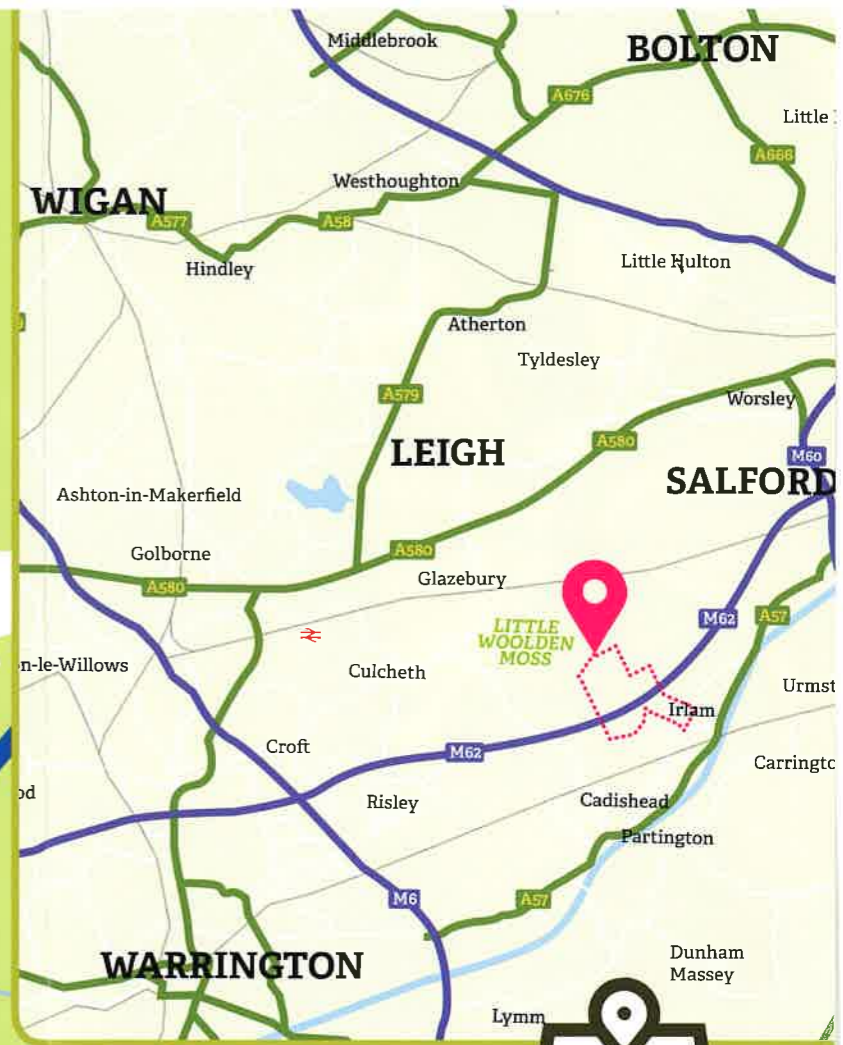 Middlebrook
BOLTON
A676
Little
A666
Westhoughton
WIGAN
A577
A58
Hindley
Little Hulton
Atherton
Tyldesley
A579
Worsley
A580
LEIGH
M60
SALFORD
Ashton-in-Makerfield
Golborne
A580
A580
Glazebury
LITTLE
WOOLDEN
MOSS
M62
A57
n-le-Willows
Culcheth
Urmst
Irlam
Croft
M62
Carringto
od
Risley
Cadishead
Partington
M6
A57
WARRINGTON
Dunham
Massey
Lymm